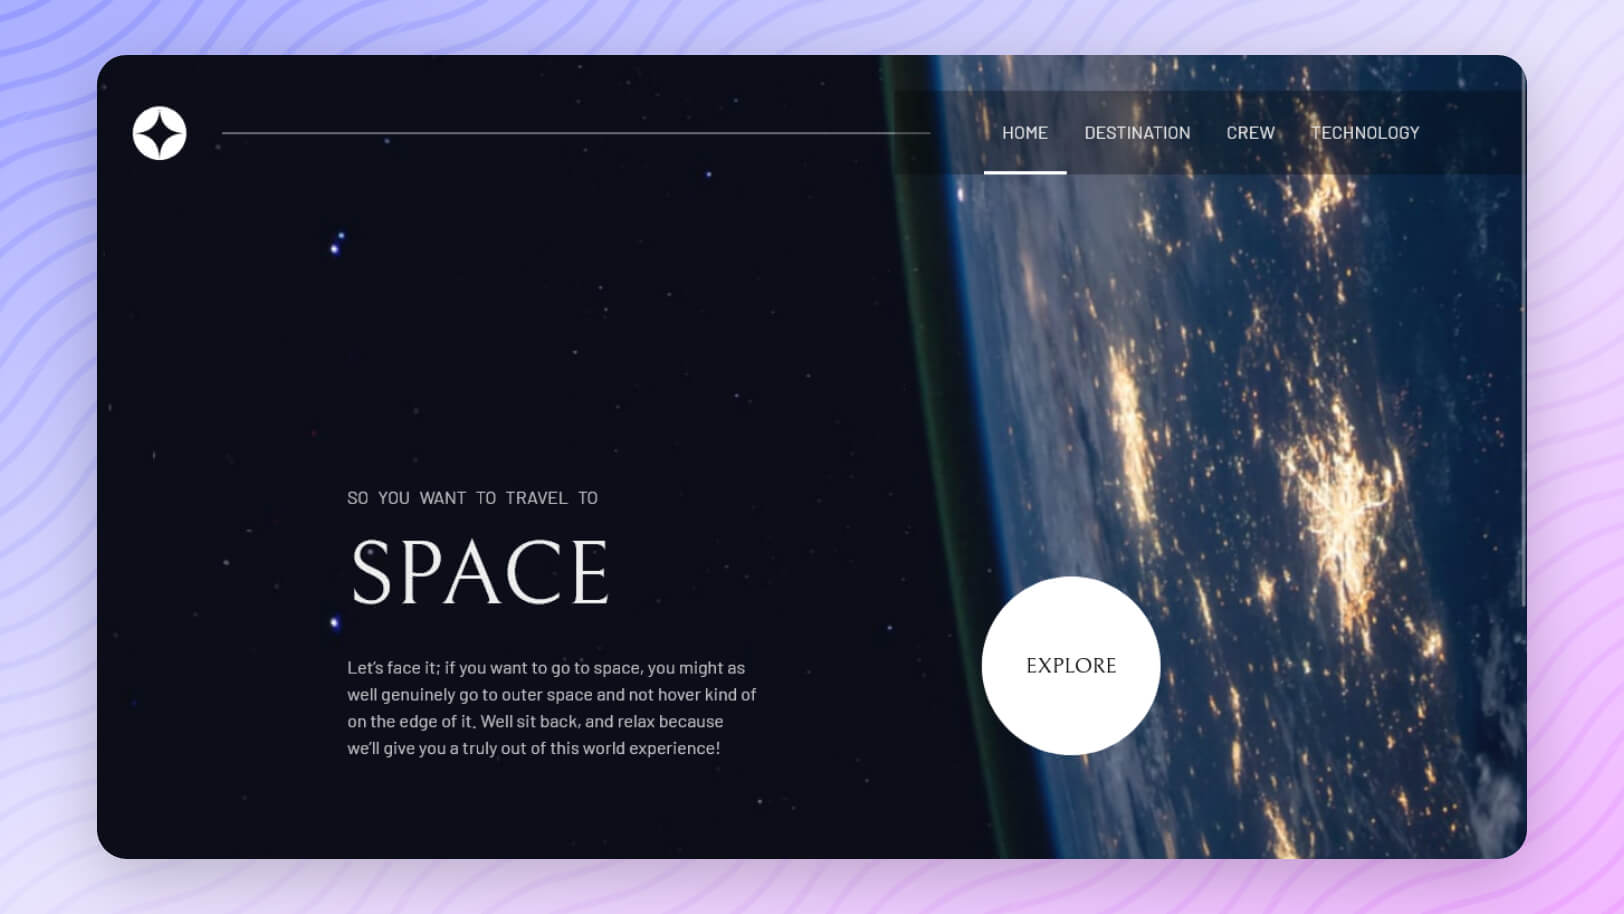 HOME DESTINATION CREW TECHNOLOGY
SO YOU WANT TO TRAVEL TO
SPACE
Let's face it; if you want to go to space, you might as
well genuinely go to outer space and not hover kind of
on the edge of it. Well sit back, and relax because
we'll give you a truly out of this world experience!
EXPLORE